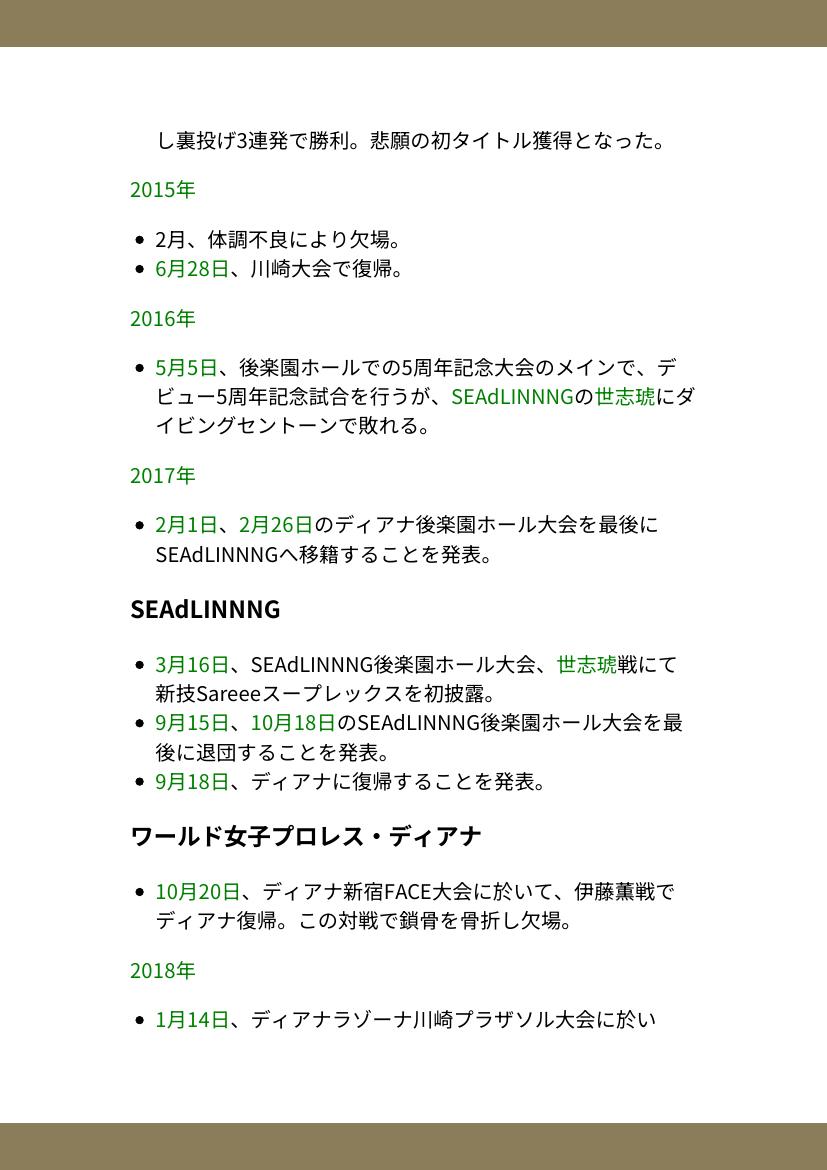 し裏投げ3連発で勝利。悲願の初タイトル獲得となった。
2015年
2月、体調不良により欠場。
6月28日、川崎大会で復帰。
2016年
5月5日、後楽園ホールでの5周年記念大会のメインで、デ
ビュー5周年記念試合を行うが、SEAdLINNNGの世志琥にダ
イビングセントーンで敗れる。
2017年
2月1日、2月26日のディアナ後楽園ホール大会を最後に
SEAdLINNNGへ移籍することを発表。
SEAdLINNNG
3月16日、SEAdLINNNG後楽園ホール大会、世志琥戦にて
新技Sareeeスープレックスを初披露。
9月15日、10月18日のSEAdLINNNG後楽園ホール大会を最
後に退団することを発表。
9月18日、ディアナに復帰することを発表。
ワールド女子プロレス・ディアナ
10月20日、ディアナ新宿FACE大会に於いて、伊藤薫戦で
ディアナ復帰。この対戦で鎖骨を骨折し欠場。
2018年
1月14日、ディアナラゾーナ川崎プラザソル大会に於い